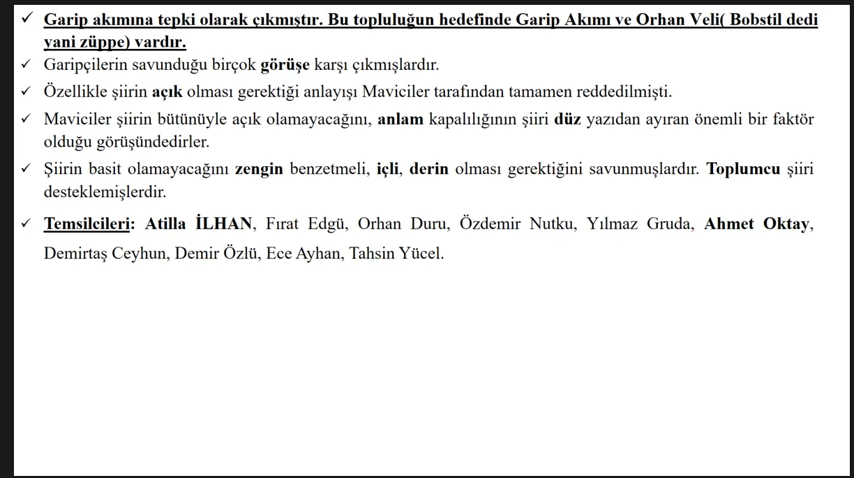 ✓ Garip akımına tepki olarak çıkmıştır. Bu topluluğun hedefinde Garip Akımı ve Orhan Veli( Bobstil dedi
yani züppe) vardır.
✓ Garipçilerin savunduğu birçok görüşe karşı çıkmışlardır.
✓ Özellikle şiirin açık olması gerektiği anlayışı Maviciler tarafından tamamen reddedilmişti.
✓ Maviciler şiirin bütünüyle açık olamayacağını, anlam kapalılığının şiiri düz yazıdan ayıran önemli bir faktör
olduğu görüşündedirler.
✓ Şiirin basit olamayacağını zengin benzetmeli, içli, derin olması gerektiğini savunmuşlardır. Toplumcu şiiri
desteklemişlerdir.
✓ Temsilcileri: Atilla İLHAN, Fırat Edgü, Orhan Duru, Özdemir Nutku, Yılmaz Gruda, Ahmet Oktay,
Demirtaş Ceyhun, Demir Özlü, Ece Ayhan, Tahsin Yücel.